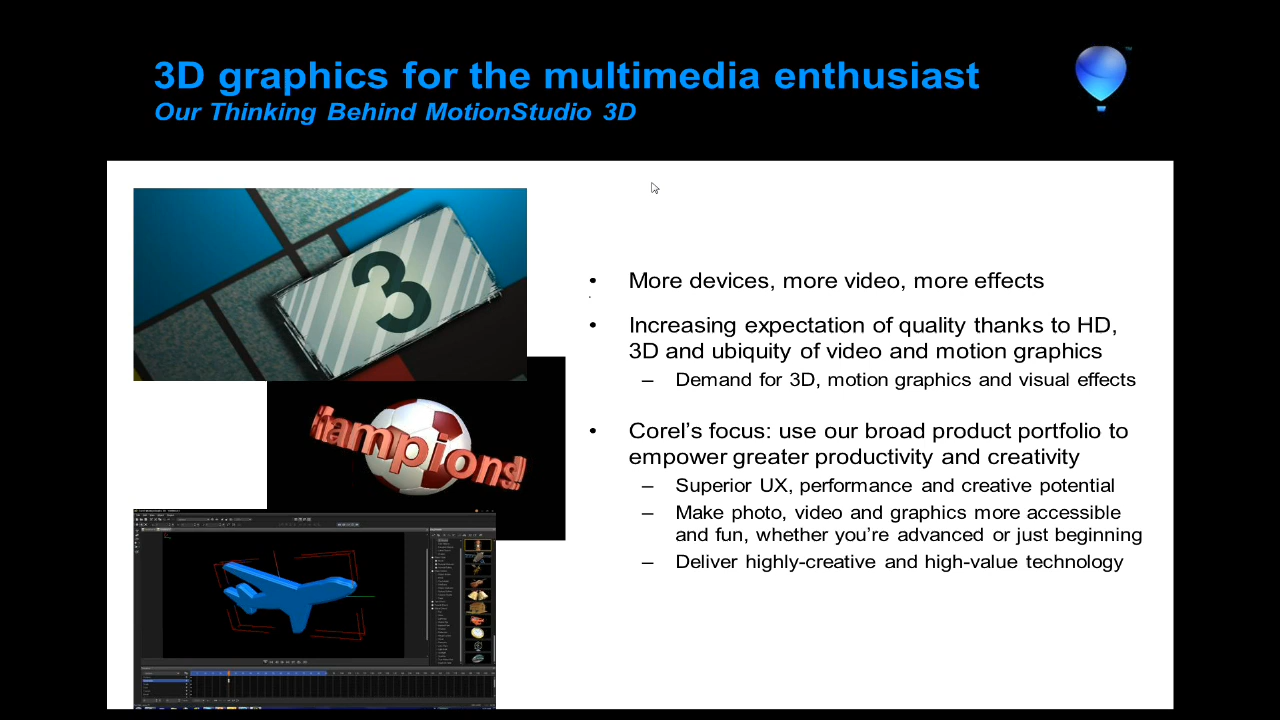 3D graphics for the multimedia enthusiast
Our Thinking Behind MotionStudio 3D
™
3
hampions!
• More devices, more video, more effects
•
• Increasing expectation of quality thanks to HD,
3D and ubiquity of video and motion graphics
– Demand for 3D, motion graphics and visual effects
• Corel’s focus: use our broad product portfolio to
empower greater productivity and creativity
– Superior UX, performance and creative potential
– Make photo, video and graphics more accessible
and fun, whether you’re advanced or just beginning
– Deliver highly-creative and high-value technology